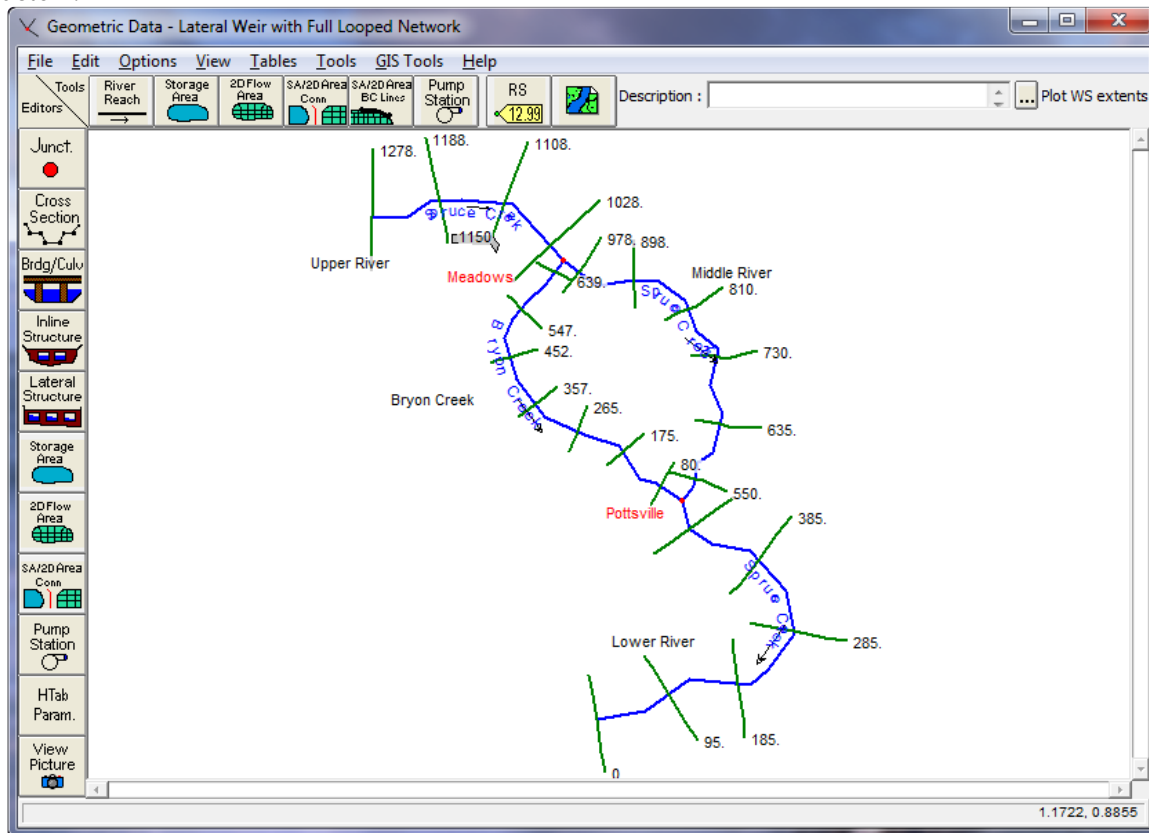 Geometric Data - Lateral Weir with Full Looped Network
File Edit Options View Tables Tools GIS Tools Help
Tools
Editors
River
Reach
Storage
Area
2D Flow
Area
SA/2D Area
Conn
SA/2D Area
BC Lines
Pump
Station
RS
12.99
Description :
... Plot WS extents
Junct.
Cross
Section
Brdg/Culv
Inline
Structure
Lateral
Structure
Storage
Area
2D Flow
Area
SA/2D Area
Conn
Pump
Station
HTab
Param.
View
Picture
1278.
1188.
1108.
Spruce Creek
1150
1028.
Upper River
Meadows
978.
898.
639.
Middle River
810.
Spruce Creek
547.
730.
452.
Bryon Creek
357.
Bryon Creek
265.
635.
175.
80.
550.
Pottsville
385.
Spruce Creek
285.
Lower River
95.
185.
0
1.1722, 0.8855